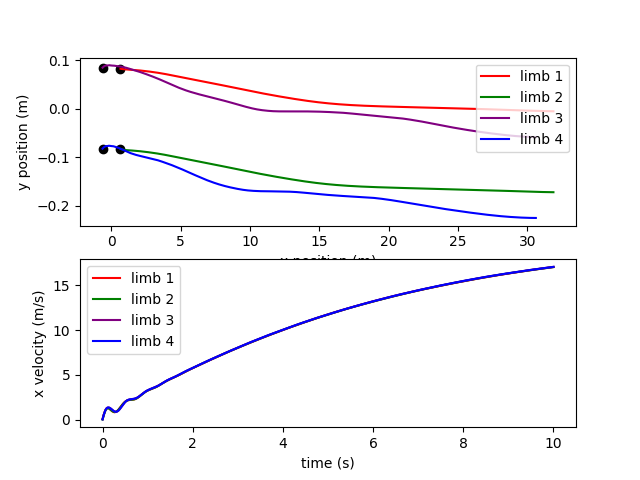 0.1
0.0
−0.1
−0.2
y position (m)
limb 1
limb 2
limb 3
limb 4
0 5 10 15 20 25 30
x position (m)
15
10
5
0
x velocity (m/s)
limb 1
limb 2
limb 3
limb 4
0 2 4 6 8 10
time (s)